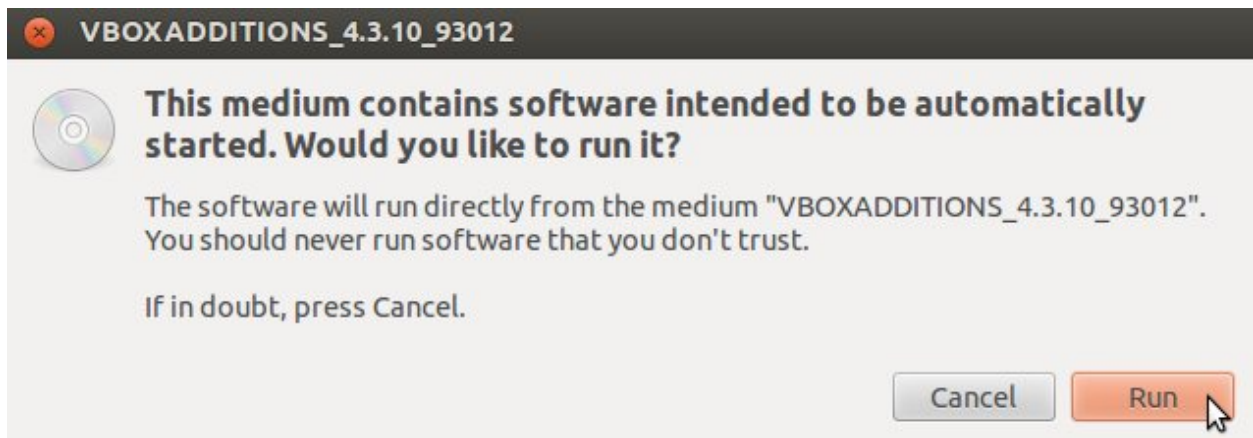 VBOXADDITIONS_4.3.10_93012
This medium contains software intended to be automatically
started. Would you like to run it?
The software will run directly from the medium "VBOXADDITIONS_4.3.10_93012".
You should never run software that you don't trust.
If in doubt, press Cancel.
Cancel Run